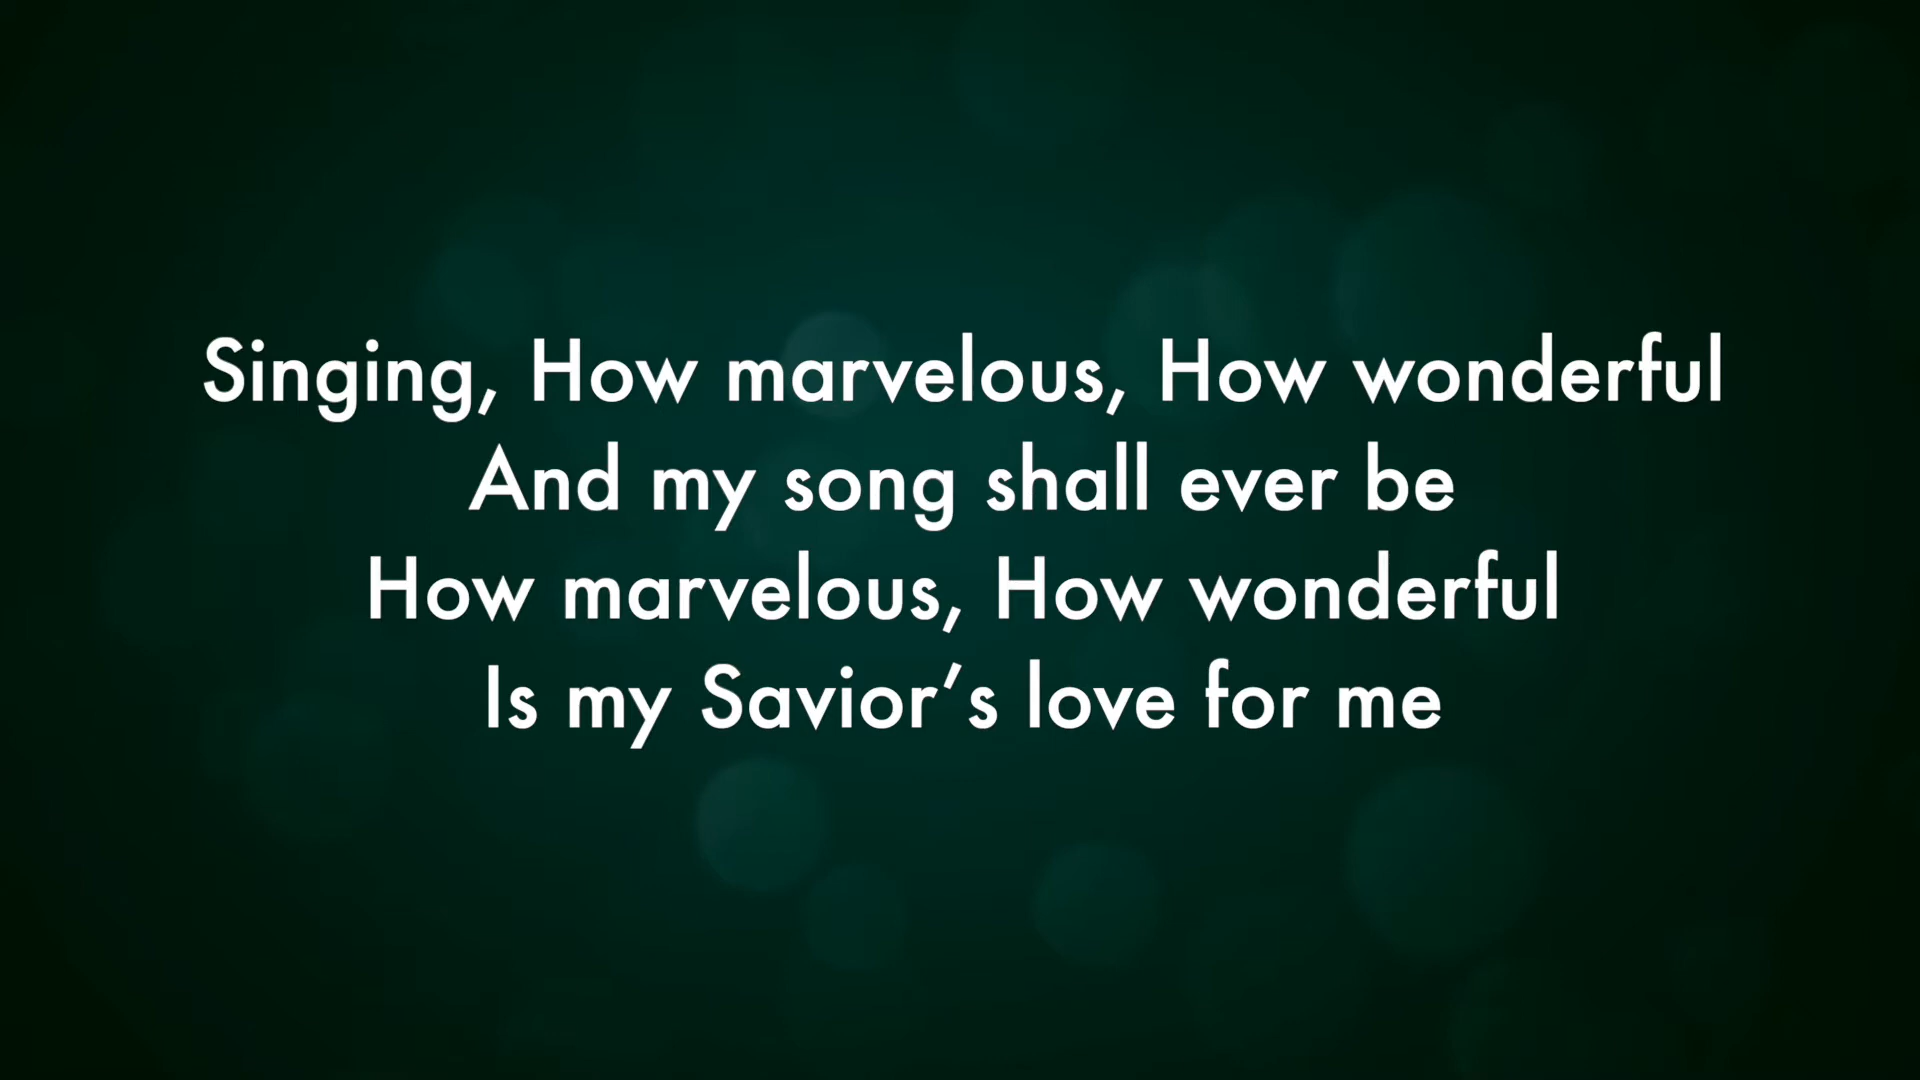 Singing, How marvelous, How wonderful
And my song shall ever be
How marvelous, How wonderful
Is my Savior’s love for me